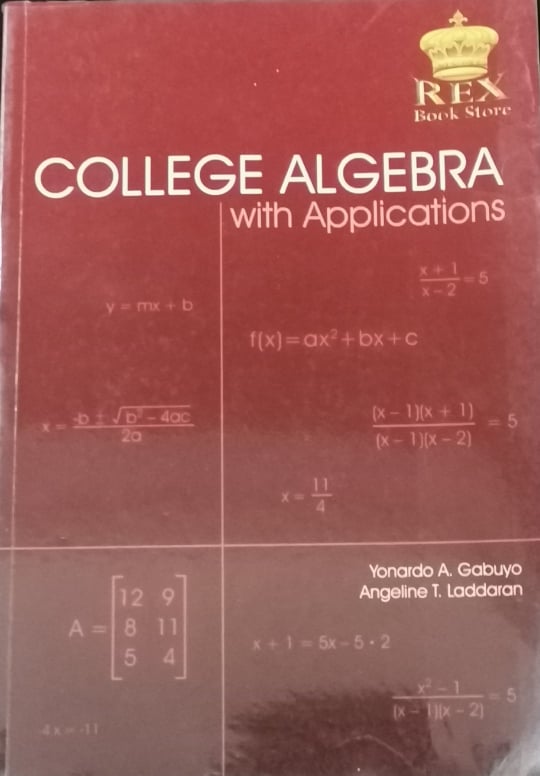 REX
Book Store
COLLEGE ALGEBRA
with Applications
x + 1
x - 2
= 5
y = mx + b
f(x)=ax²+bx+c
x = -b ± √b² - 4ac
2a
(x - 1)(x + 1)
(x - 1)(x - 2)
= 5
x = 11
4
Yonardo A. Gabuyo
Angeline T. Laddaran
A = 
12 9
8 11
5 4
x + 1 = 5x - 5 • 2
x² - 1
(x - 1)(x - 2)
= 5
-4x = -11